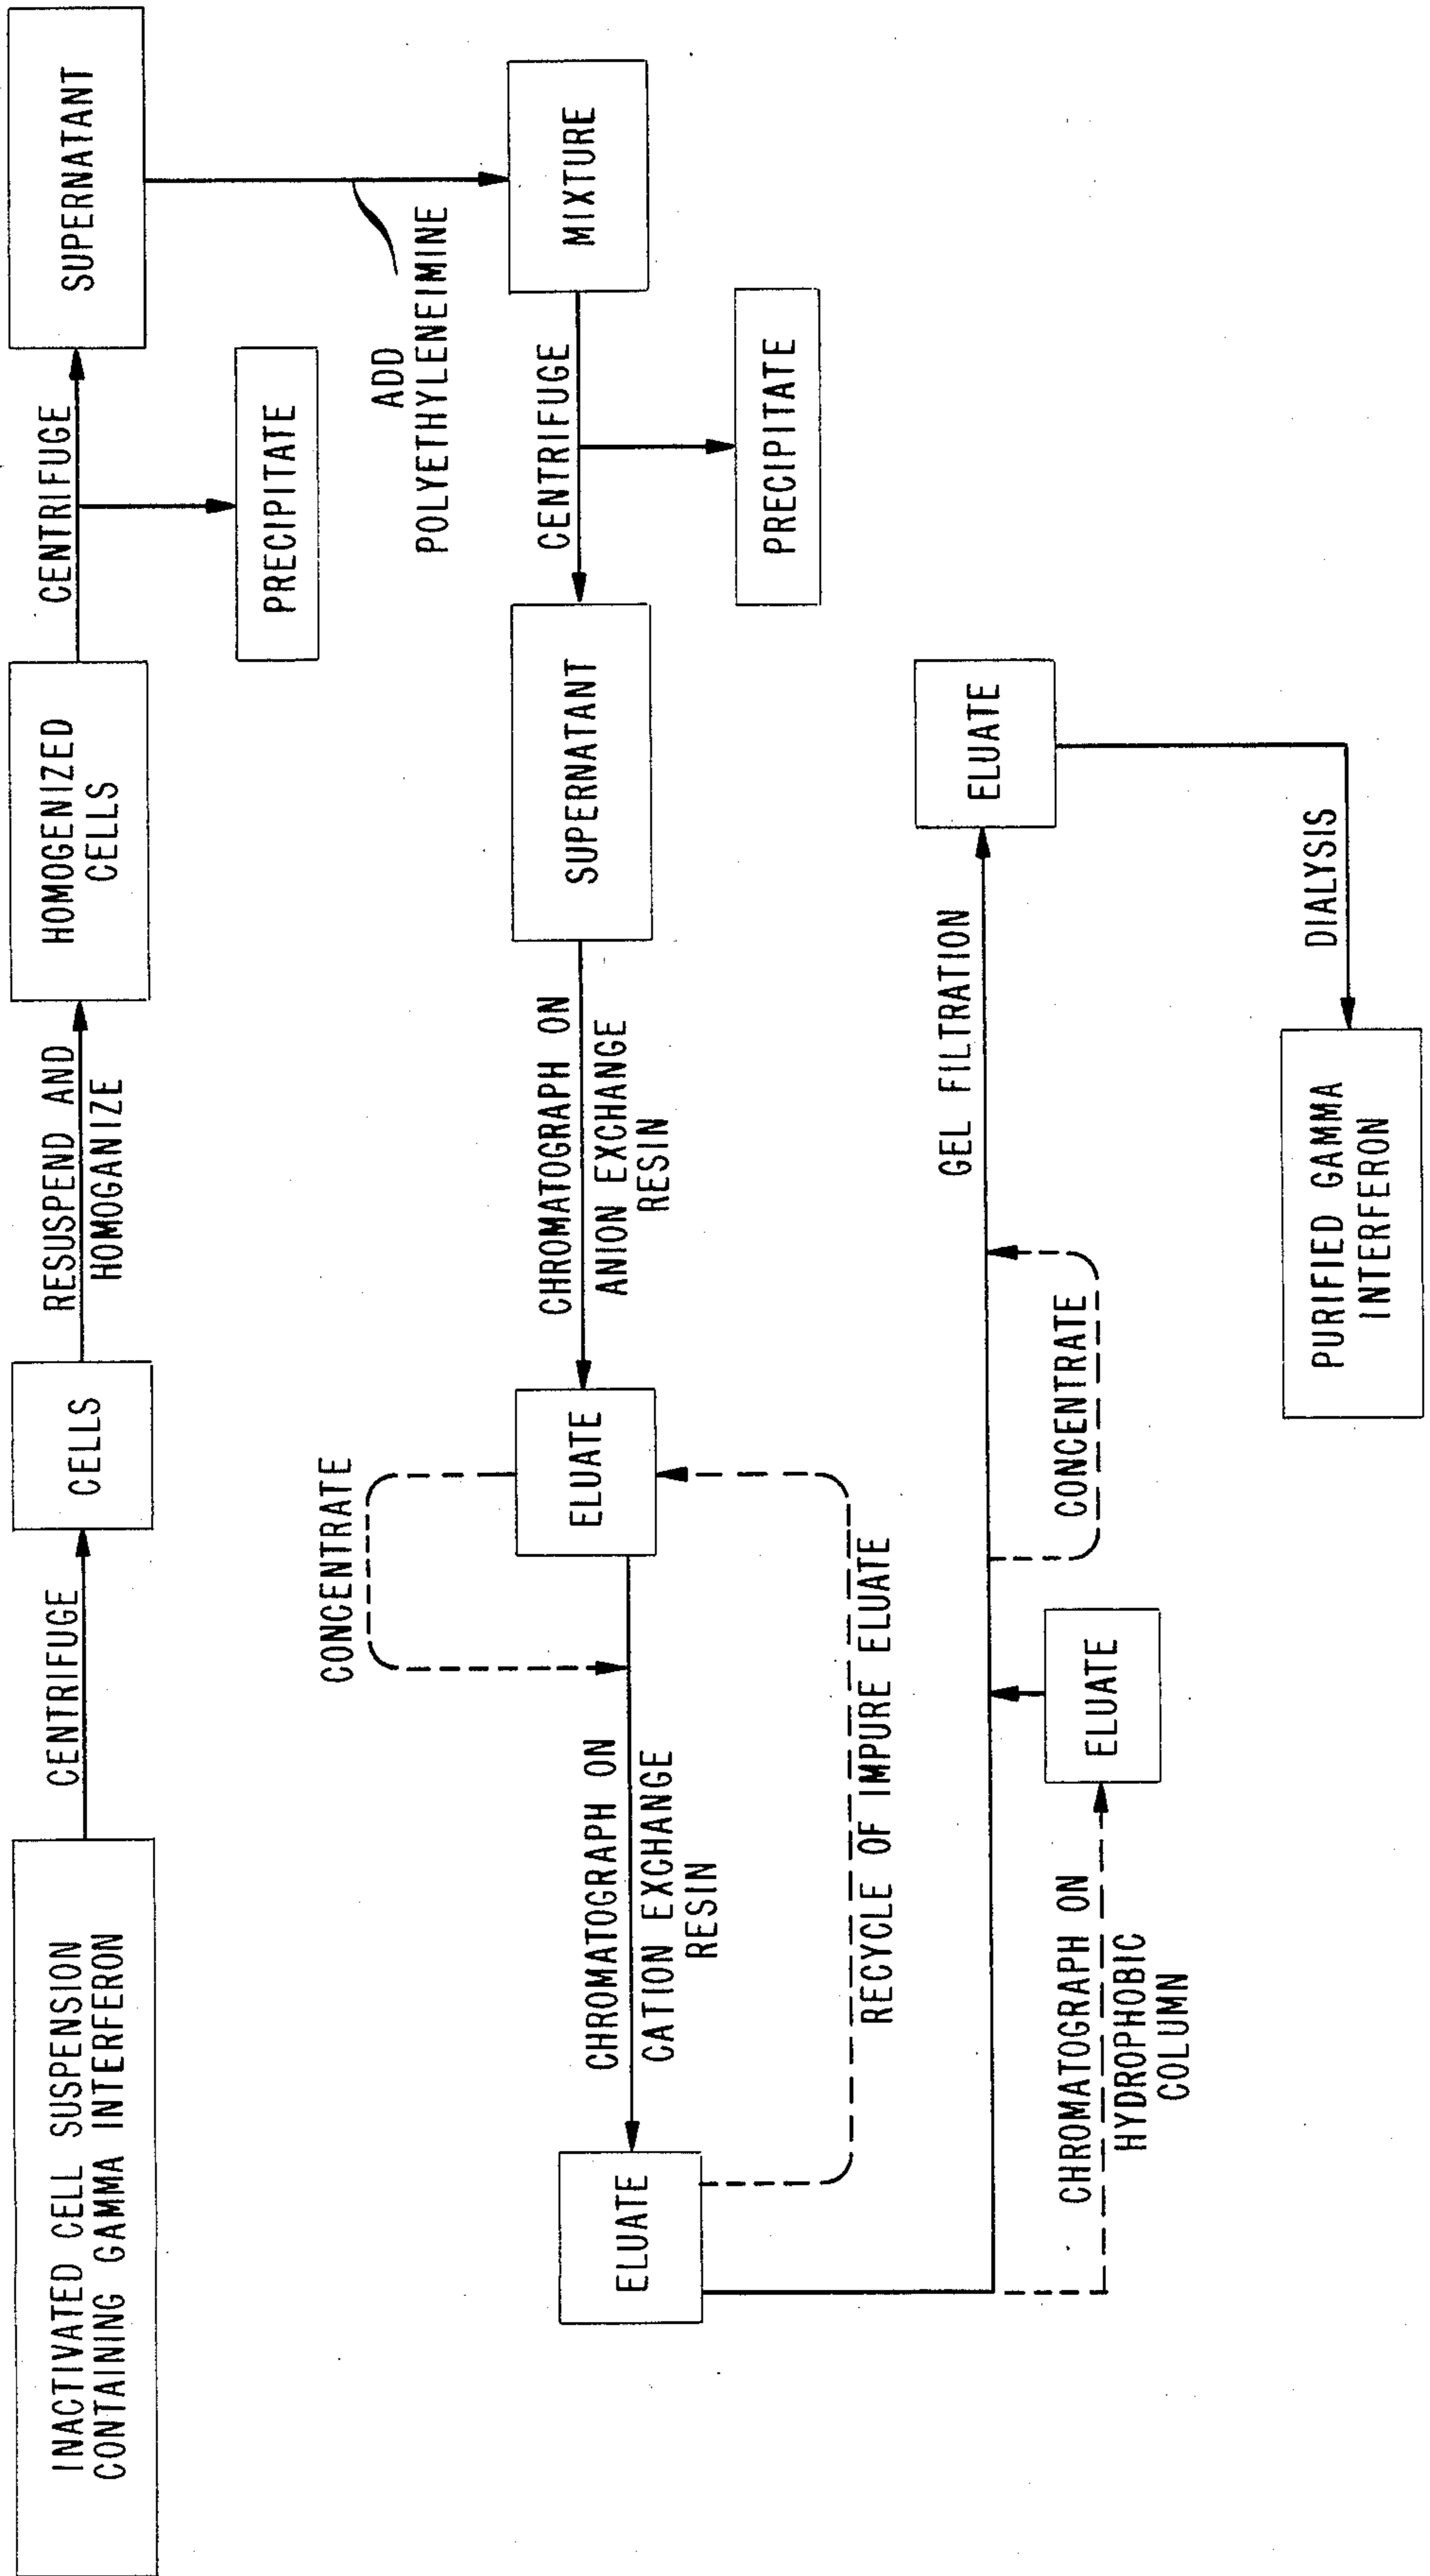 INACTIVATED CELL SUSPENSION
CONTAINING GAMMA INTERFERON
CENTRIFUGE
CELLS
RESUSPEND AND
HOMOGANIZE
HOMOGENIZED
CELLS
CENTRIFUGE
PRECIPITATE
SUPERNATANT
ADD
POLYETHYLENEIMINE
MIXTURE
CENTRIFUGE
PRECIPITATE
SUPERNATANT
CHROMATOGRAPH ON
ANION EXCHANGE
RESIN
ELUATE
CONCENTRATE
CHROMATOGRAPH ON
CATION EXCHANGE
RESIN
RECYCLE OF IMPURE ELUATE
ELUATE
CHROMATOGRAPH ON
HYDROPHOBIC
COLUMN
ELUATE
CONCENTRATE
GEL FILTRATION
ELUATE
DIALYSIS
PURIFIED GAMMA
INTERFERON